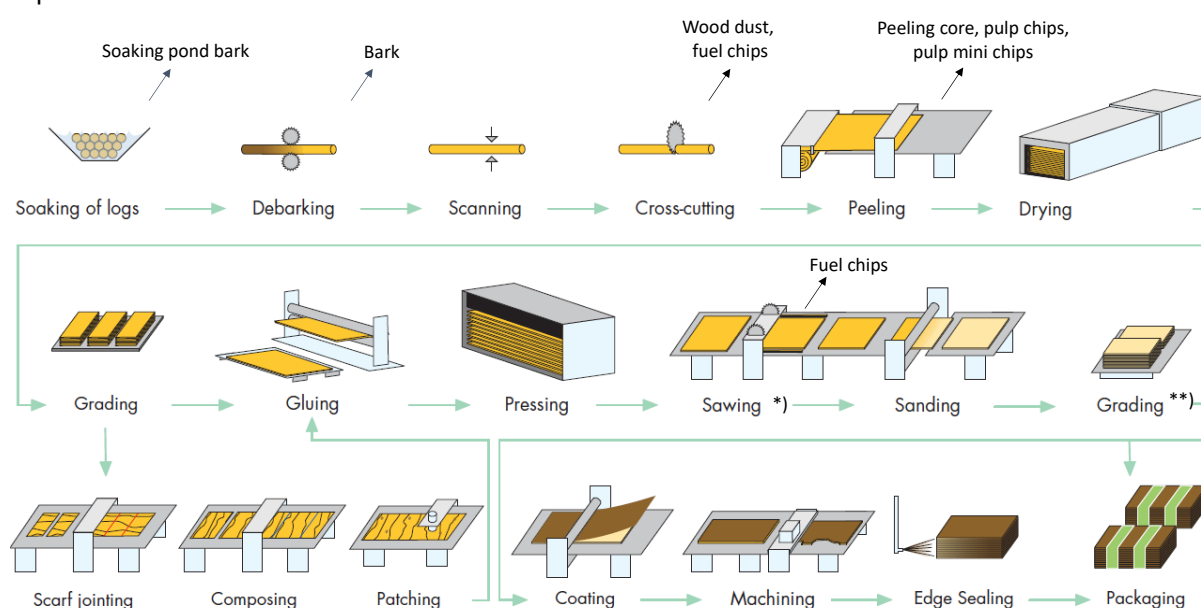 Soaking pond bark
Bark
Wood dust,
fuel chips
Peeling core, pulp chips,
pulp mini chips
Soaking of logs
Debarking
Scanning
Cross-cutting
Peeling
Drying
Fuel chips
Grading
Gluing
Pressing
Sawing *)
Sanding
Grading **)
Scarf jointing
Composing
Patching
Coating
Machining
Edge Sealing
Packaging